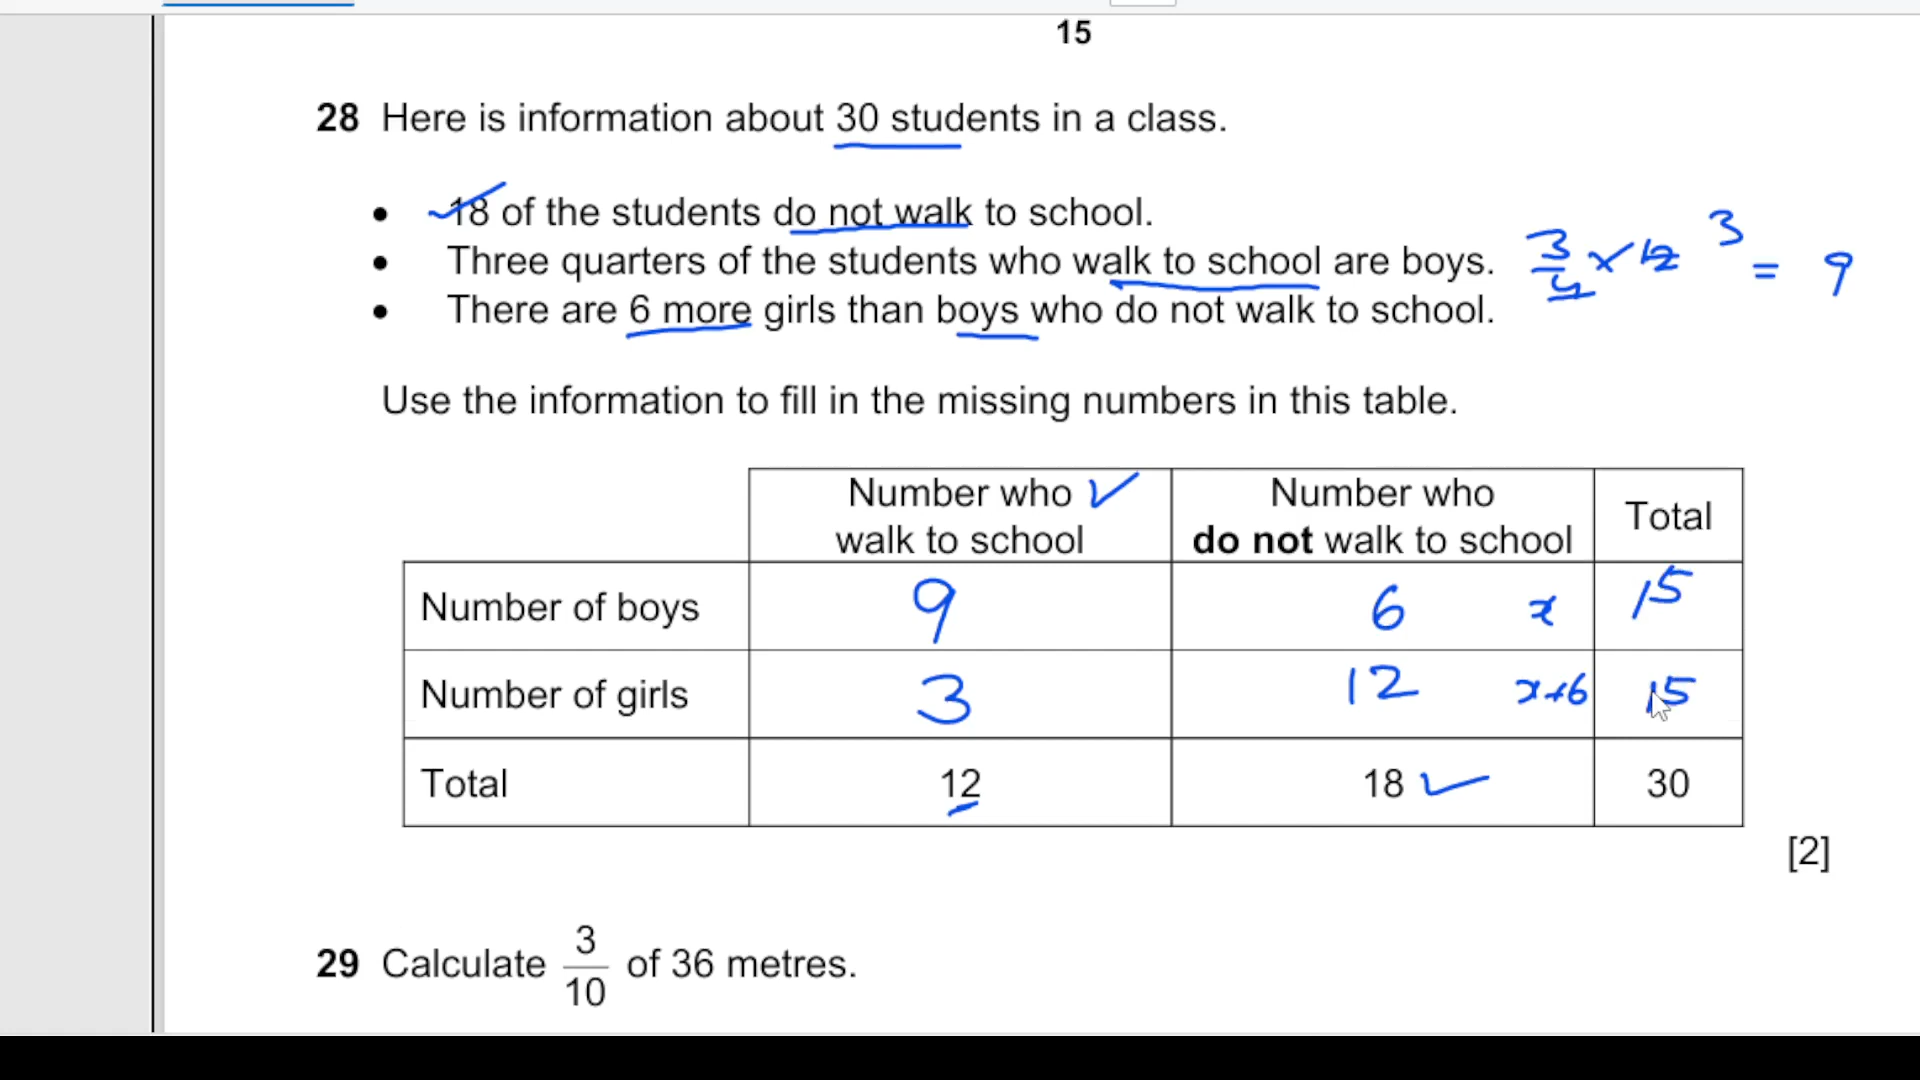 15
28 Here is information about 30 students in a class.
• 18 of the students do not walk to school.
• Three quarters of the students who walk to school are boys. 3/4 × 12 3 = 9
• There are 6 more girls than boys who do not walk to school.
Use the information to fill in the missing numbers in this table.
Number who walk to school Number who do not walk to school Total
Number of boys 9 6 x 15
Number of girls 3 12 x+6 15
Total 12 18 30
[2]
29 Calculate 3/10 of 36 metres.